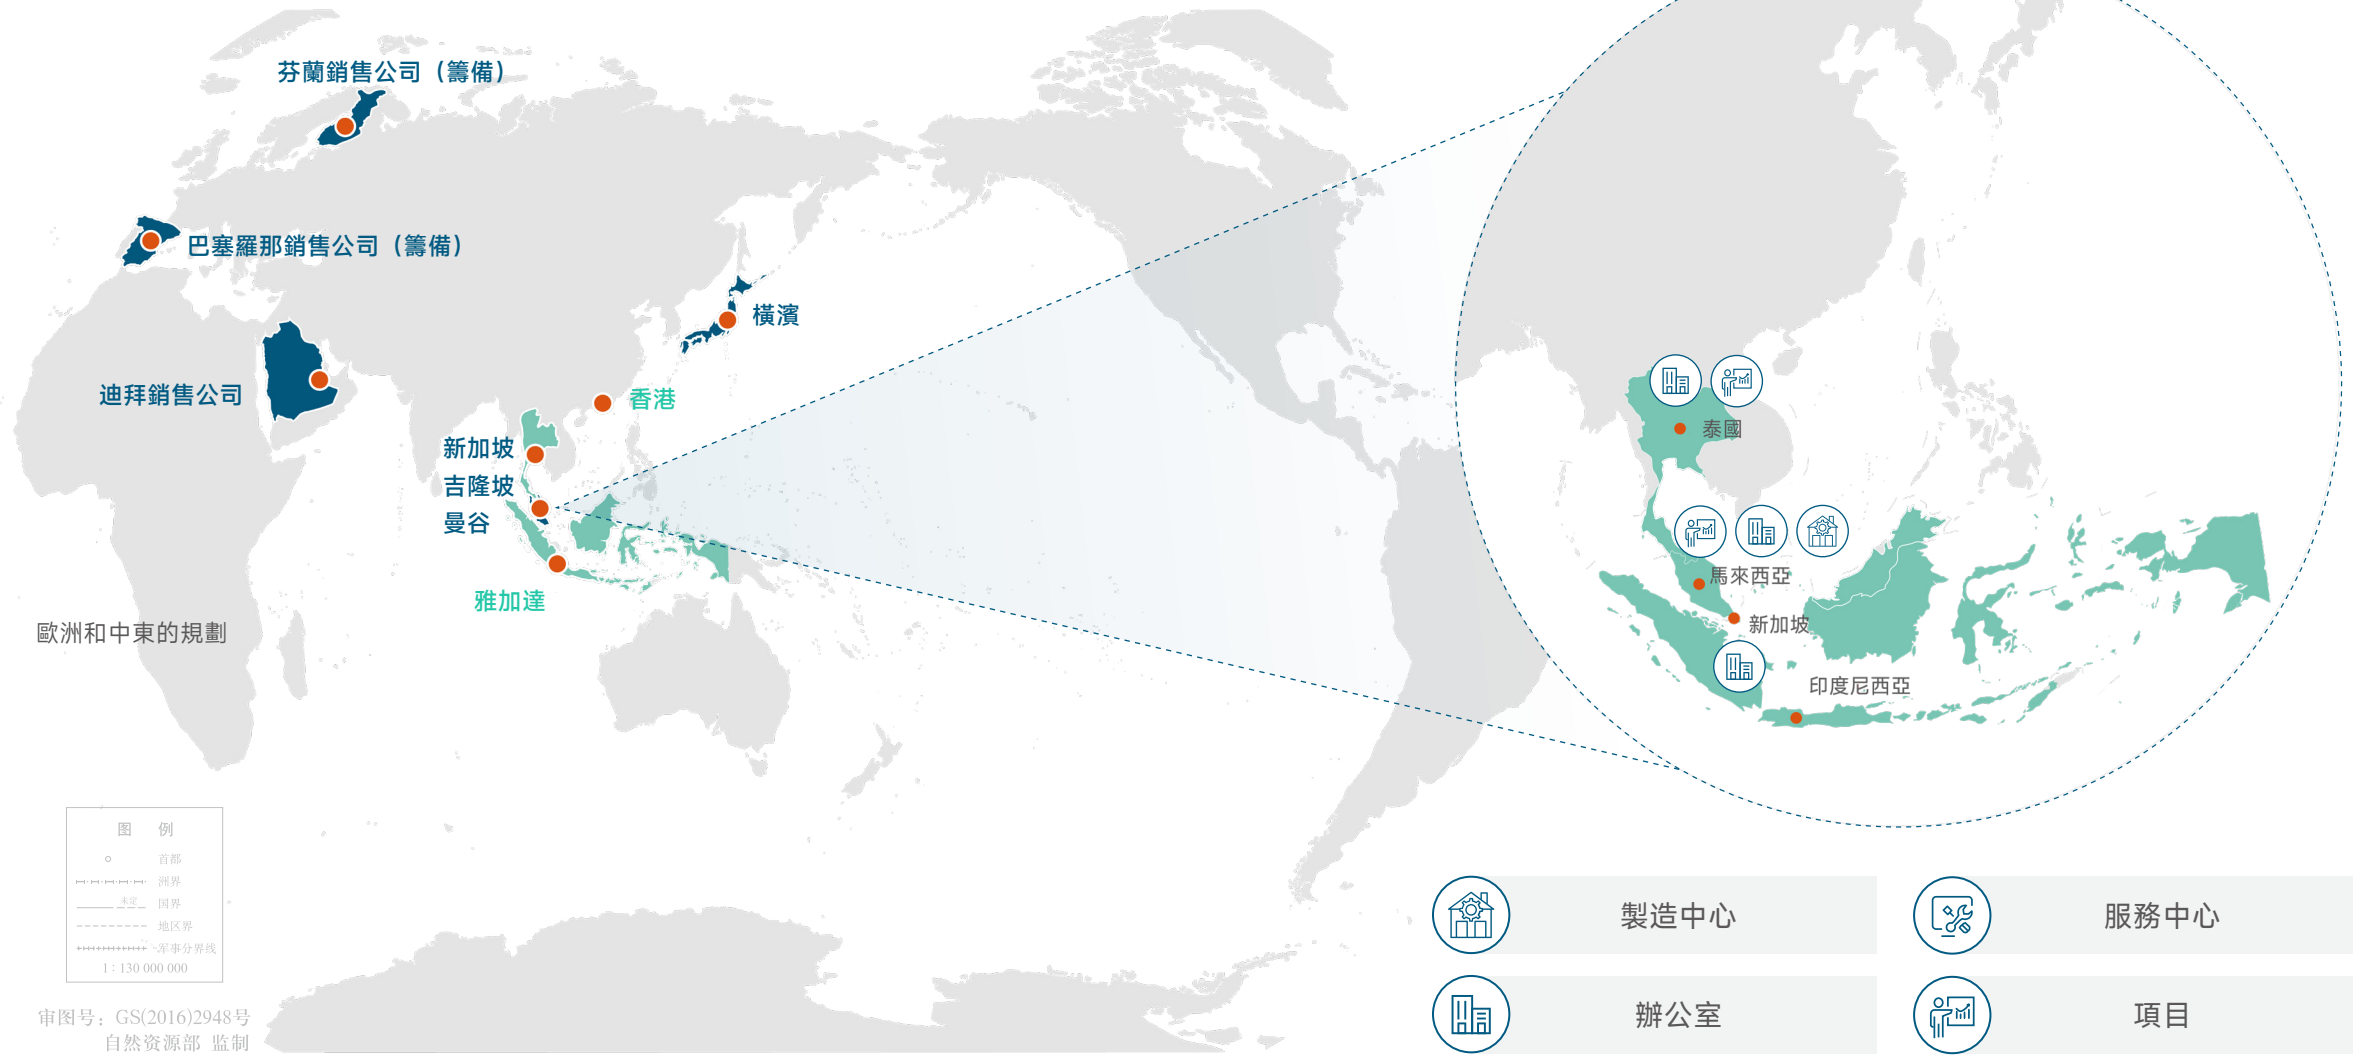 芬蘭銷售公司（籌備）
巴塞羅那銷售公司（籌備）
橫濱
迪拜銷售公司
香港
新加坡
吉隆坡
曼谷
雅加達
歐洲和中東的規劃
泰國
馬來西亞
新加坡
印度尼西亞
图 例
首都
洲界
未定
国界
地区界
军事分界线
1：130 000 000
审图号：GS(2016)2948号
自然资源部 监制
製造中心
服務中心
辦公室
項目